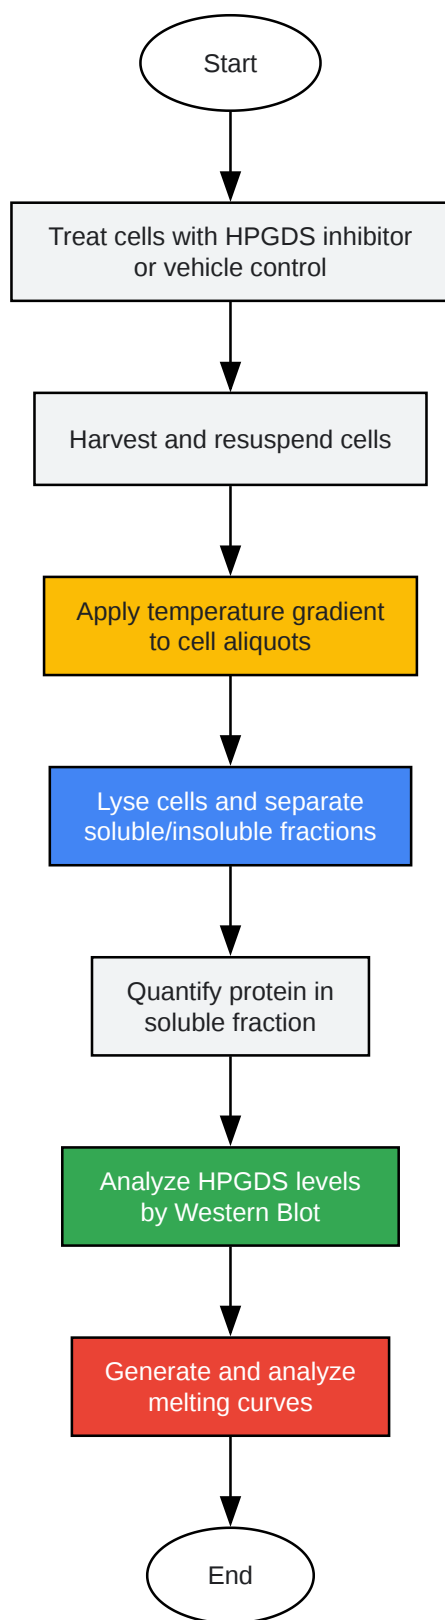 Start
Treat cells with HPGDS inhibitor
or vehicle control
Harvest and resuspend cells
Apply temperature gradient
to cell aliquots
Lyse cells and separate
soluble/insoluble fractions
Quantify protein in
soluble fraction
Analyze HPGDS levels
by Western Blot
Generate and analyze
melting curves
End